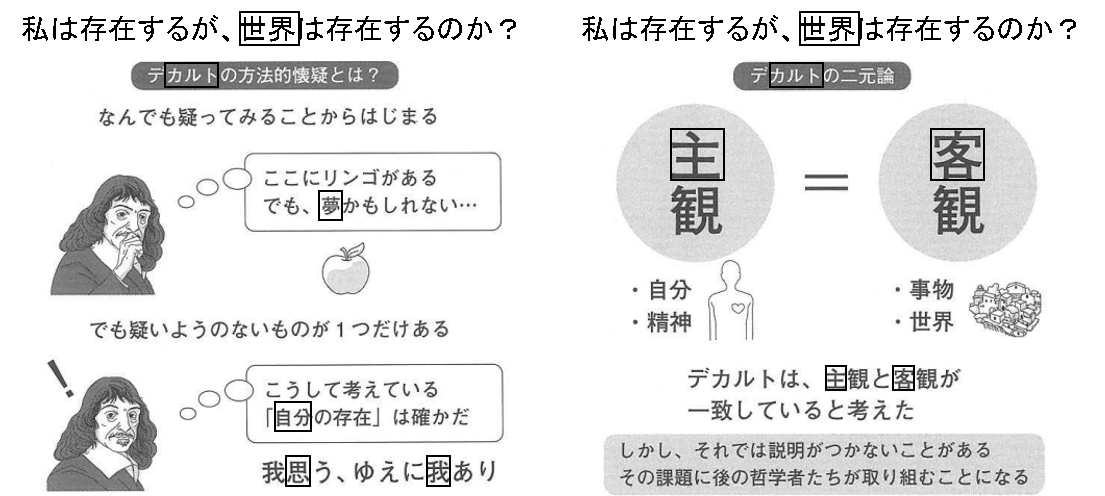 私は存在するが、世界は存在するのか？
デカルトの方法的懐疑とは？
なんでも疑ってみることからはじまる
ここにリンゴがある
でも、夢かもしれない…
でも疑いようのないものが1つだけある
こうして考えている
「自分の存在」は確かだ
我思う、ゆえに我あり
私は存在するが、世界は存在するのか？
デカルトの二元論
主観
＝
客観
・自分
・精神
・事物
・世界
デカルトは、主観と客観が
一致していると考えた
しかし、それでは説明がつかないことがある
その課題に後の哲学者たちが取り組むことになる